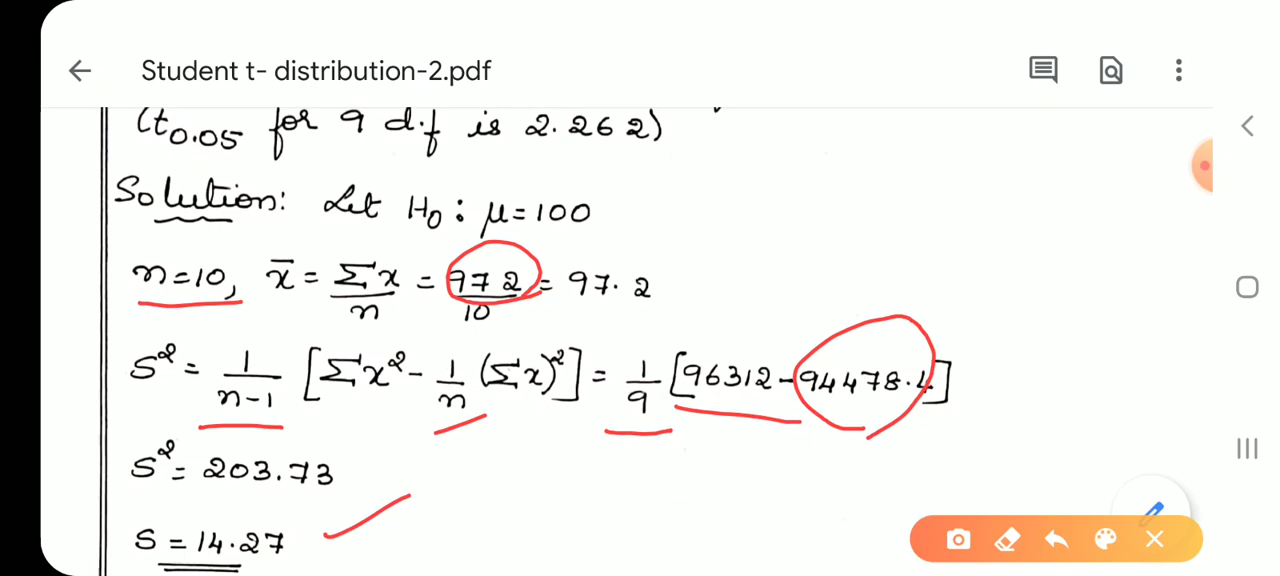 Student t- distribution-2.pdf
(t0.05 for 9 d.f is 2.262)
Solution: Let H₀ : μ = 100
n = 10, x̄ = Σx/n = 972/10 = 97.2
S² = 1/(n-1) [Σx² - 1/n (Σx)²] = 1/9 [96312 - 94478.4]
S² = 203.73
S = 14.27